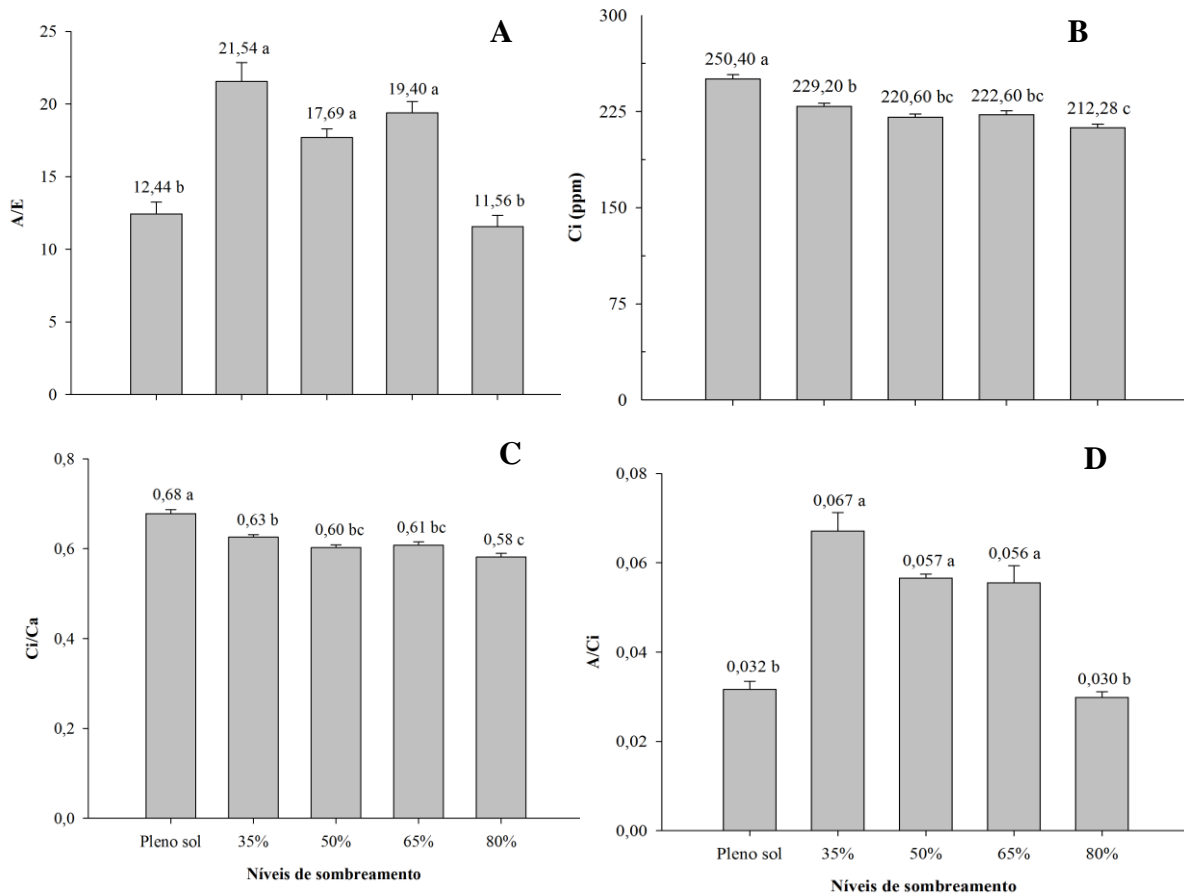 A
25
20
15
10
5
0
A/E
12,44 b
21,54 a
17,69 a
19,40 a
11,56 b
B
300
225
150
75
0
Ci (ppm)
250,40 a
229,20 b
220,60 bc
222,60 bc
212,28 c
C
0,8
0,6
0,4
0,2
0,0
Ci/Ca
0,68 a
0,63 b
0,60 bc
0,61 bc
0,58 c
Pleno sol 35% 50% 65% 80%
Níveis de sombreamento
D
0,08
0,06
0,04
0,02
0,00
A/Ci
0,032 b
0,067 a
0,057 a
0,056 a
0,030 b
Pleno sol 35% 50% 65% 80%
Níveis de sombreamento